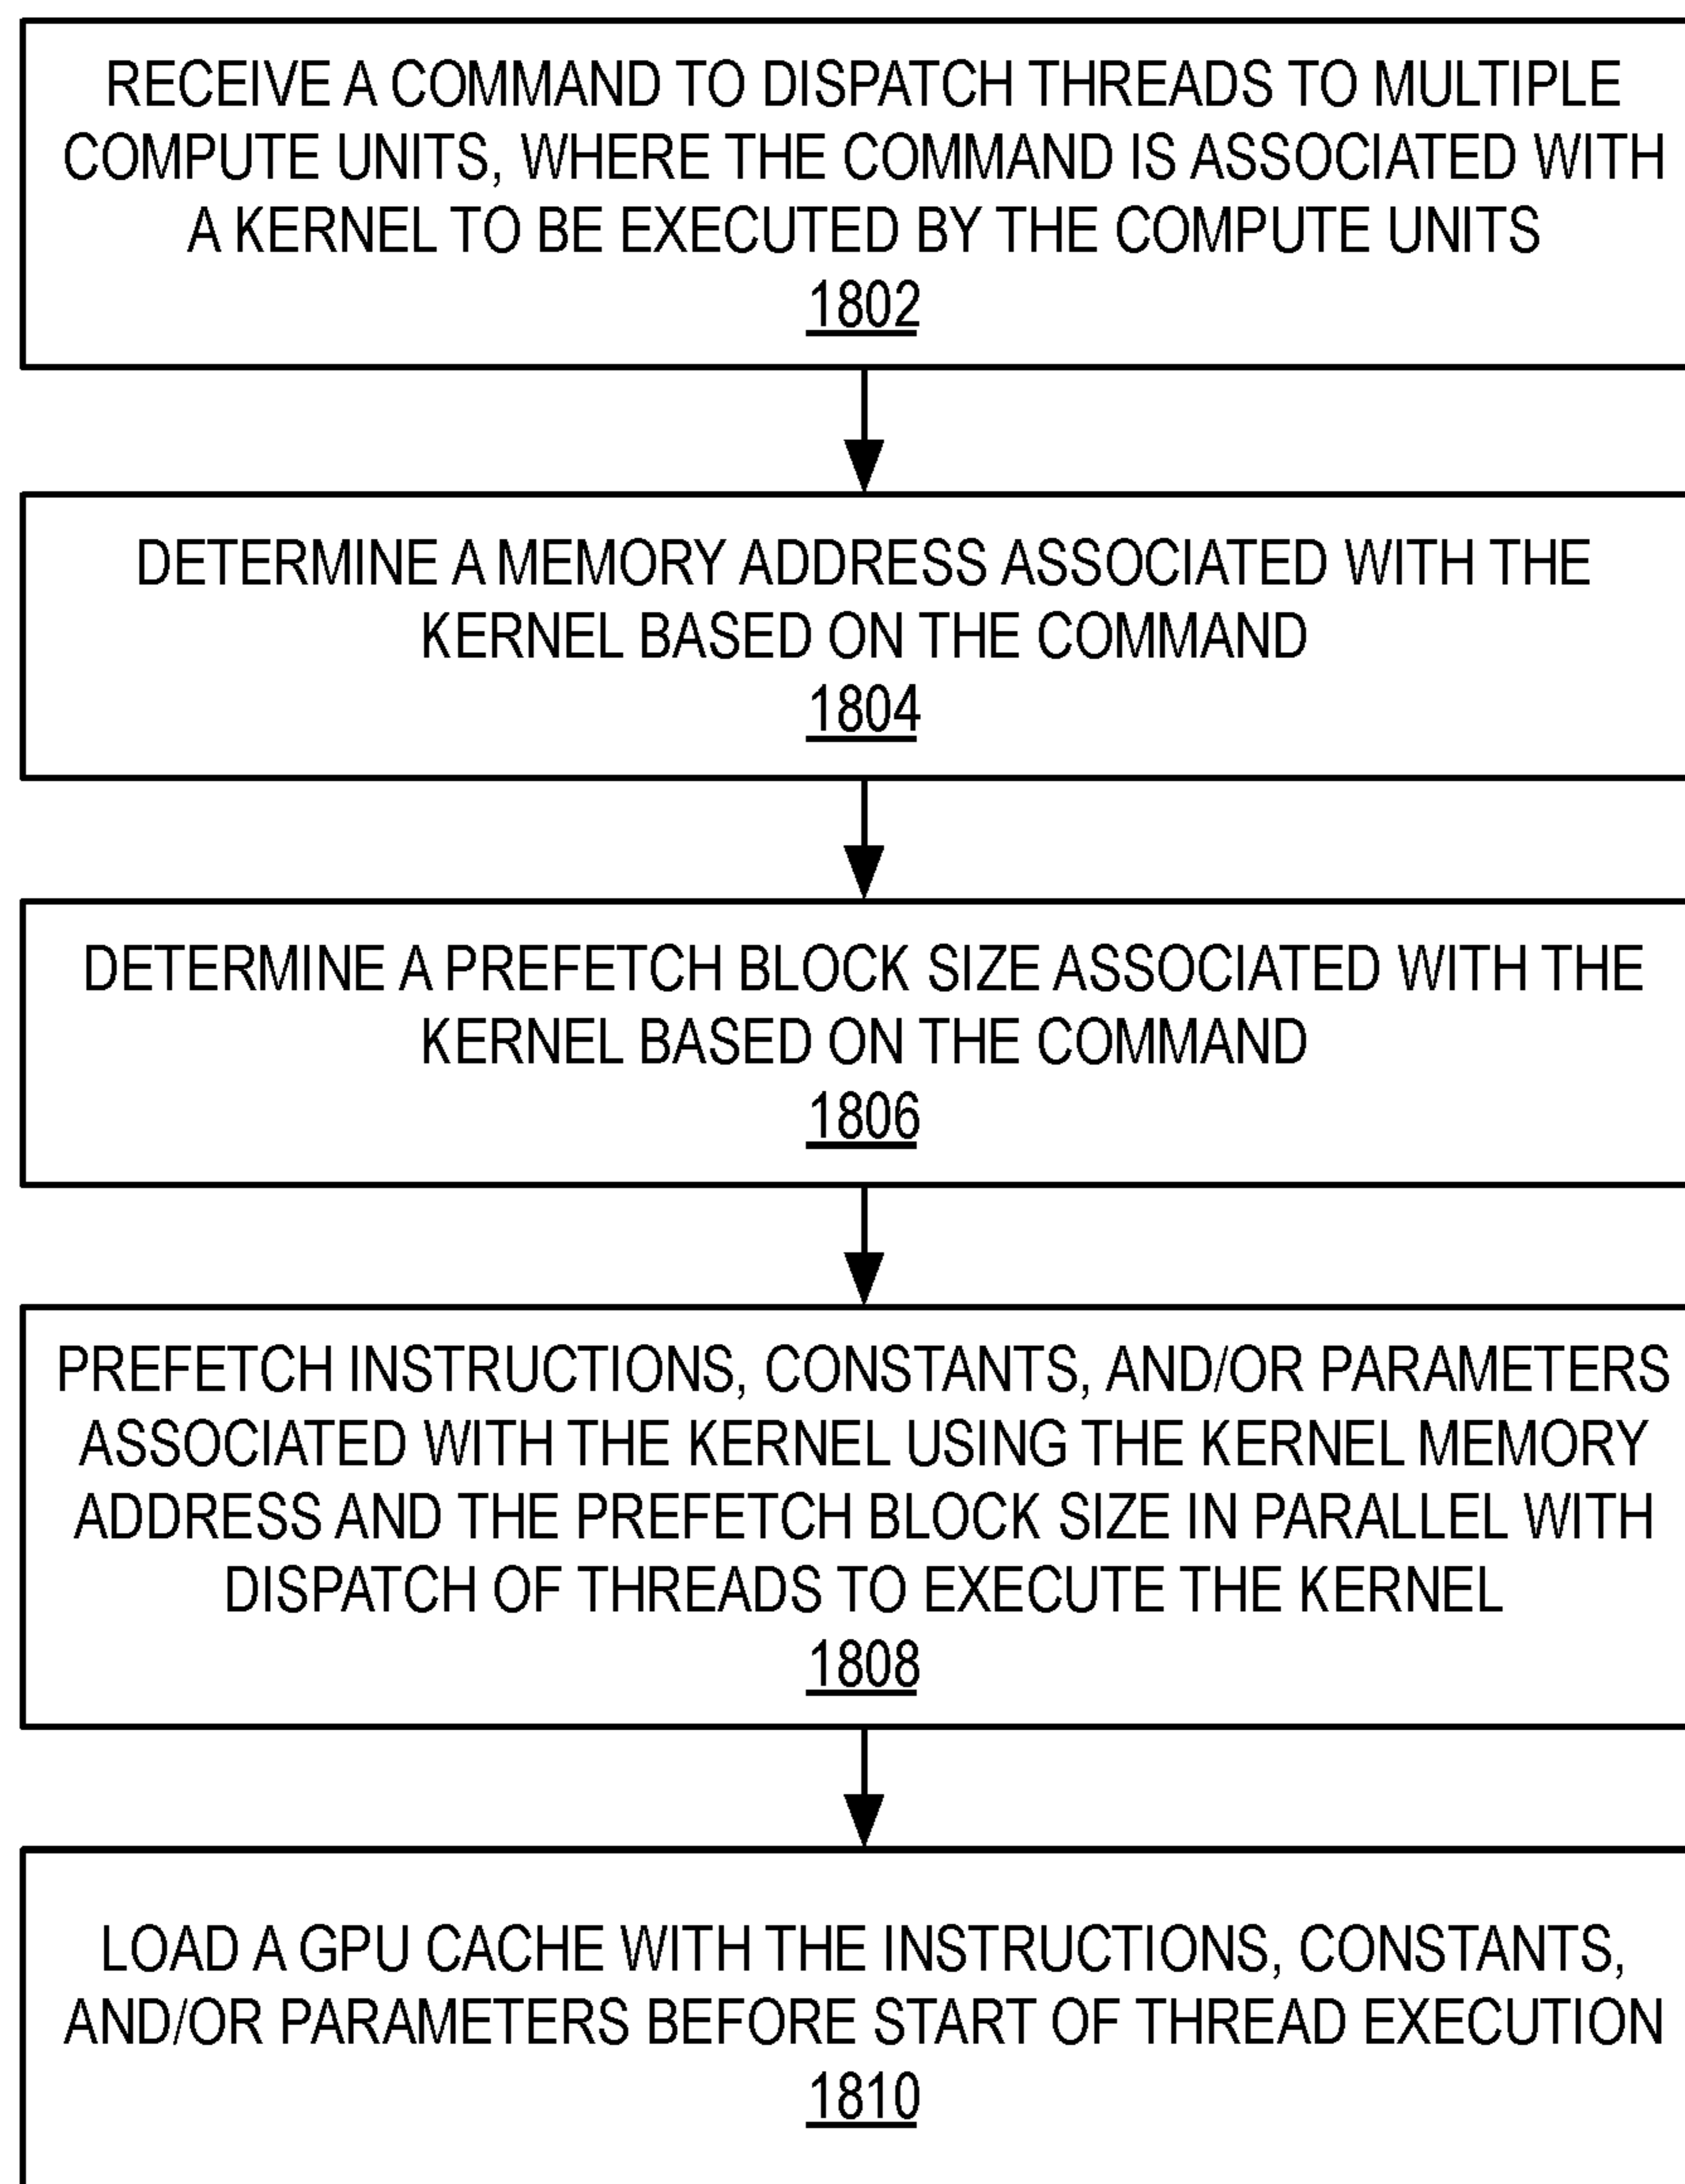 RECEIVE A COMMAND TO DISPATCH THREADS TO MULTIPLE
COMPUTE UNITS, WHERE THE COMMAND IS ASSOCIATED WITH
A KERNEL TO BE EXECUTED BY THE COMPUTE UNITS
1802
DETERMINE A MEMORY ADDRESS ASSOCIATED WITH THE
KERNEL BASED ON THE COMMAND
1804
DETERMINE A PREFETCH BLOCK SIZE ASSOCIATED WITH THE
KERNEL BASED ON THE COMMAND
1806
PREFETCH INSTRUCTIONS, CONSTANTS, AND/OR PARAMETERS
ASSOCIATED WITH THE KERNEL USING THE KERNEL MEMORY
ADDRESS AND THE PREFETCH BLOCK SIZE IN PARALLEL WITH
DISPATCH OF THREADS TO EXECUTE THE KERNEL
1808
LOAD A GPU CACHE WITH THE INSTRUCTIONS, CONSTANTS,
AND/OR PARAMETERS BEFORE START OF THREAD EXECUTION
1810